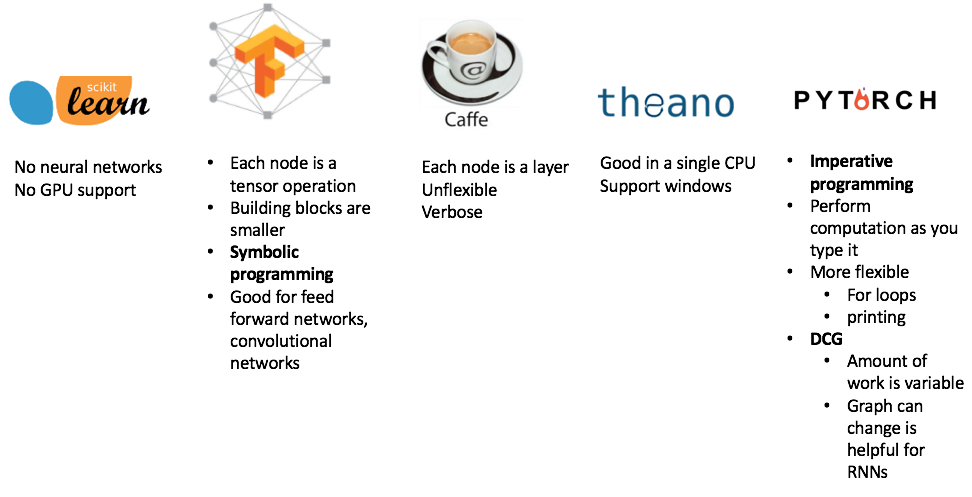 scikit
learn
No neural networks
No GPU support
• Each node is a
tensor operation
• Building blocks are
smaller
• Symbolic
programming
• Good for feed
forward networks,
convolutional
networks
@
Caffe
Each node is a layer
Unflexible
Verbose
theano
Good in a single CPU
Support windows
PYTORCH
• Imperative
programming
• Perform
computation as you
type it
• More flexible
• For loops
• printing
• DCG
• Amount of
work is variable
• Graph can
change is
helpful for
RNNs